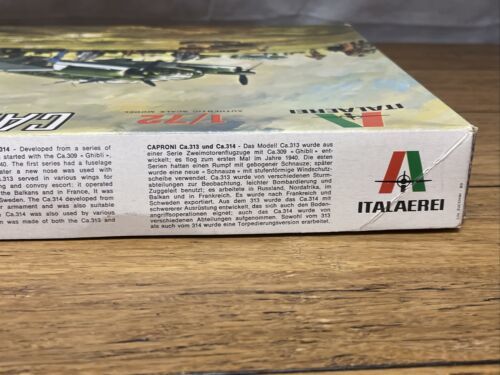 1/72
AUTHENTIC SCALE MODEL
CA
ITALAEREI
314 - Developed from a series of
started with the Ca.309 « Ghibli ».
40. The first series had a fuselage
ater a new nose was used with
313 served in various wings for
ng and convoy escort; it operated
the Balkans and in France. It was
Sweden. The Ca.314 developed from
r armament and was also suitable
Ca.314 was also used by various
on was made of both the Ca.313 and
CAPRONI Ca.313 und Ca.314 - Das Modell Ca.313 wurde aus
einer Serie Zweimotorenflugzuge mit Ca.309 « Ghibli » ent-
wickelt; es flog zum ersten Mal im Jahre 1940. Die esten
Serien hatten einen Rumpf mit gebogener Schnauze; später
wurde eine neue « Schnauze » mit stufenförmige Windschutz-
scheibe verwendet. Ca.313 wurde von verschiedenen Sturm-
abteilungen zur Beobachtung, leichter Bombardierung und
Zuggeleit benutzt; es arbeitete in Russland, Nordafrika, im
Balkan und in Frankreich. Es wurde nach Frankreich und
Schweden exportiert. Aus dem 313 wurde das Ca.314 mit
schwererer Ausrüstung entwickelt, das sich auch den Boden-
angriffsoperationen eignet; auch das Ca.314 wurde von
verschiedenen Abteilungen aufgenommen. Sowohl vom 313
als auch vom 314 wurde eine Torpedierungsversion erarbeitet.
ITALAEREI